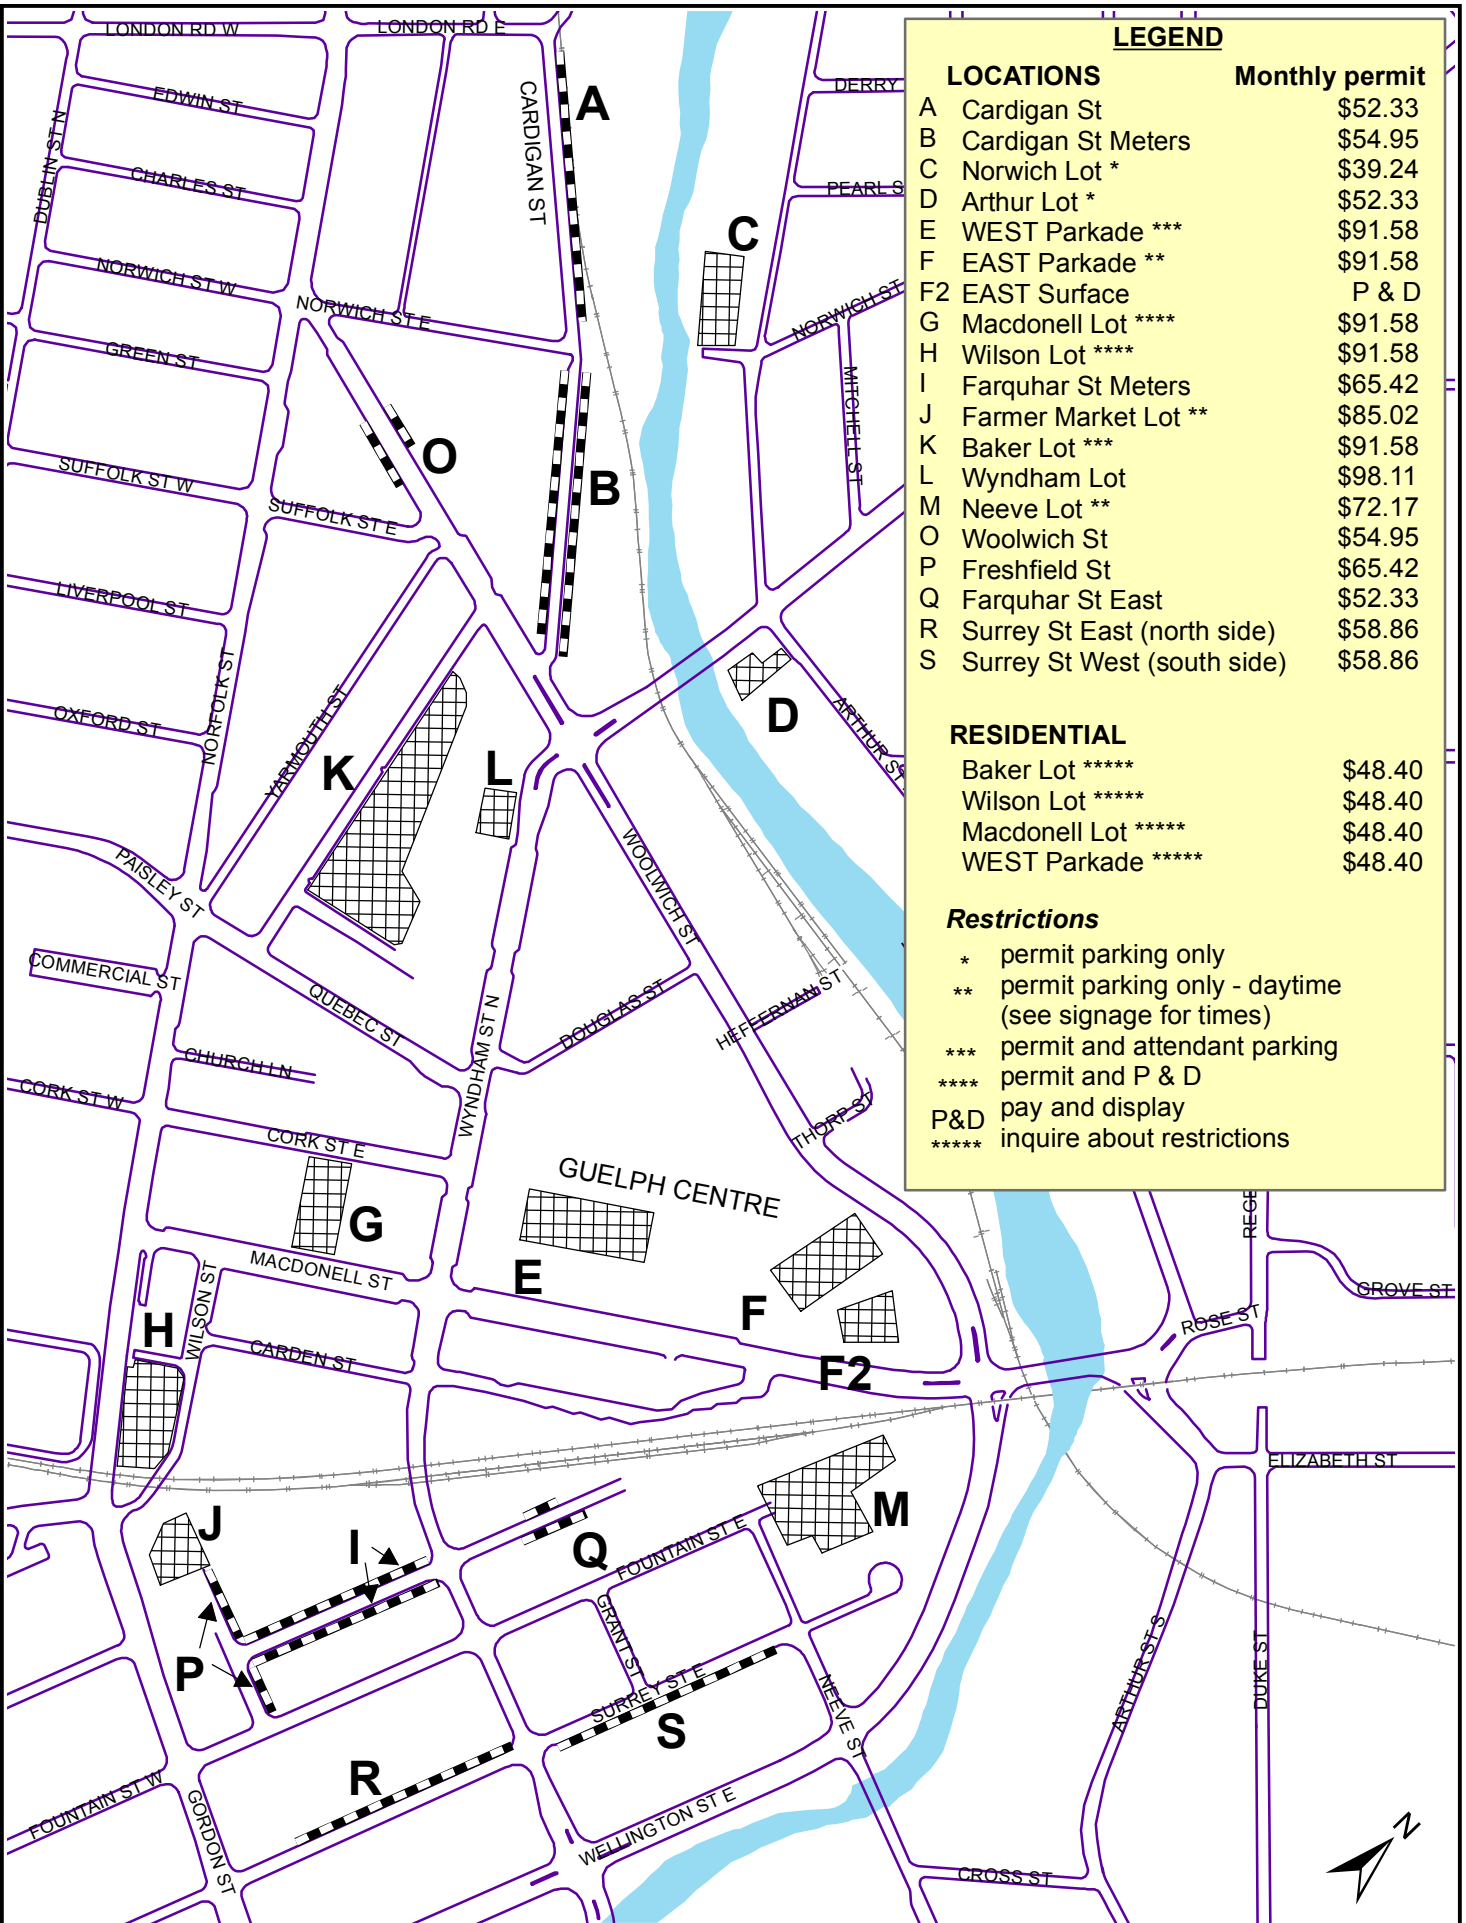 LONDON RD W
LONDON RD E
EDWIN ST
DUBLIN ST N
CHARLES ST
CARDIGAN ST
A
NORWICH ST W
NORWICH ST E
GREEN ST
C
DERRY
PEARL S
NORWICH ST
MITCHELL ST
O
B
SUFFOLK ST W
SUFFOLK ST E
LIVERPOOL ST
NORFOLK ST
OXFORD ST
YARMOUTH ST
K
L
D
ARTHUR ST
WOOLWICH ST
PAISLEY ST
COMMERCIAL ST
QUEBEC ST
WYNDHAM ST N
DOUGLAS ST
HEFFERNAN ST
CHURCH LN
CORK ST W
CORK ST E
THORP ST
GUELPH CENTRE
G
E
F
F2
MACDONELL ST
H
WILSON ST
CARDEN ST
REGE
GROVE ST
ROSE ST
ELIZABETH ST
J
I
Q
M
FOUNTAIN ST E
GRANT ST
P
SURREY ST E
S
NEEVE ST
ARTHUR ST S
DUKE ST
R
FOUNTAIN ST W
GORDON ST
WELLINGTON ST E
CROSS ST
N
LEGEND
LOCATIONS Monthly permit
A Cardigan St $52.33
B Cardigan St Meters $54.95
C Norwich Lot * $39.24
D Arthur Lot * $52.33
E WEST Parkade *** $91.58
F EAST Parkade ** $91.58
F2 EAST Surface P & D
G Macdonell Lot **** $91.58
H Wilson Lot **** $91.58
I Farquhar St Meters $65.42
J Farmer Market Lot ** $85.02
K Baker Lot *** $91.58
L Wyndham Lot $98.11
M Neeve Lot ** $72.17
O Woolwich St $54.95
P Freshfield St $65.42
Q Farquhar St East $52.33
R Surrey St East (north side) $58.86
S Surrey St West (south side) $58.86
RESIDENTIAL
Baker Lot ***** $48.40
Wilson Lot ***** $48.40
Macdonell Lot ***** $48.40
WEST Parkade ***** $48.40
Restrictions
* permit parking only
** permit parking only - daytime
(see signage for times)
*** permit and attendant parking
**** permit and P & D
P&D pay and display
***** inquire about restrictions